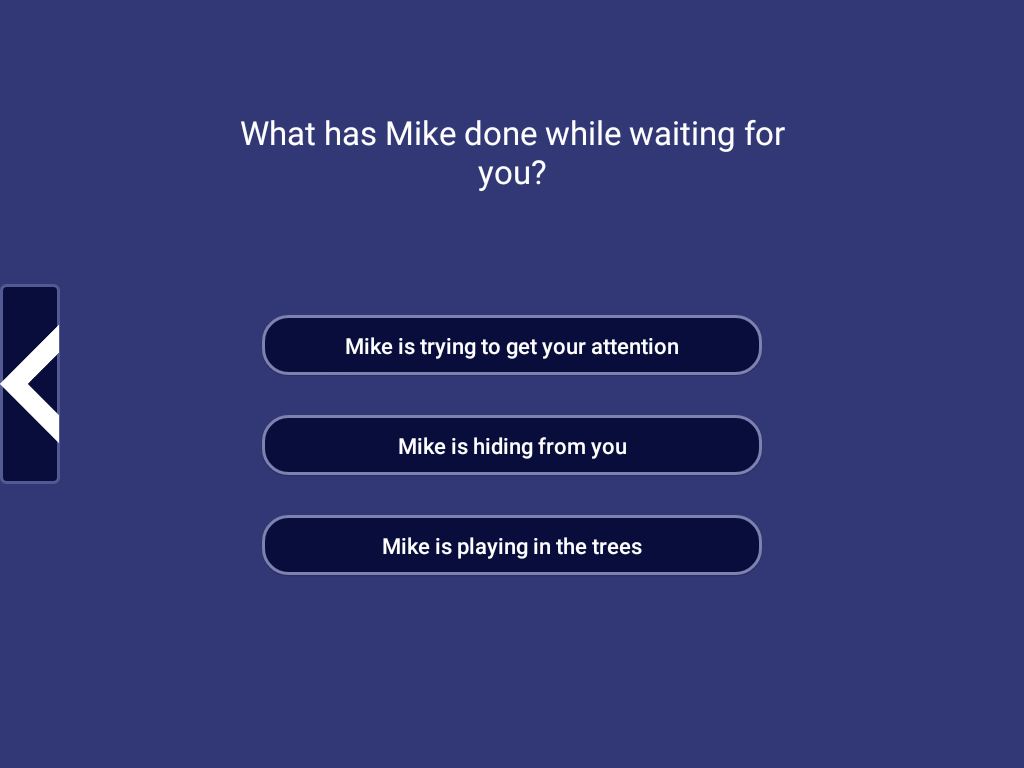 What has Mike done while waiting for
you?
Mike is trying to get your attention
Mike is hiding from you
Mike is playing in the trees